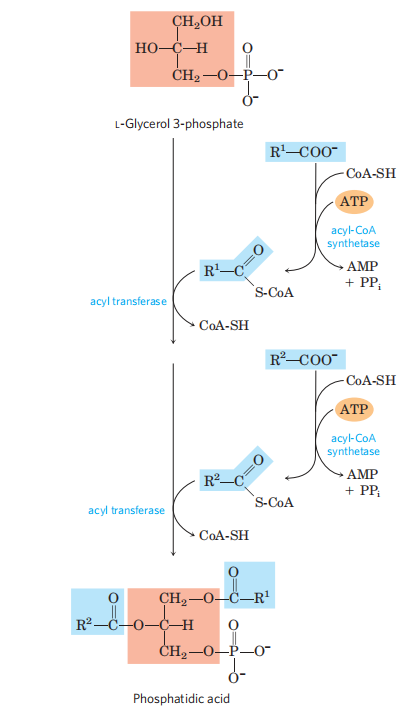 CH₂OH
HO—C—H O
CH₂—O—P—O⁻
O⁻
L-Glycerol 3-phosphate
R¹—COO⁻
CoA-SH
ATP
acyl-CoA
synthetase
O
R¹—C
AMP
+ PPᵢ
S-CoA
acyl transferase
CoA-SH
R²—COO⁻
CoA-SH
ATP
acyl-CoA
synthetase
O
R²—C
AMP
+ PPᵢ
S-CoA
acyl transferase
CoA-SH
O
O CH₂—O—C—R¹
R²—C—O—C—H O
CH₂—O—P—O⁻
O⁻
Phosphatidic acid